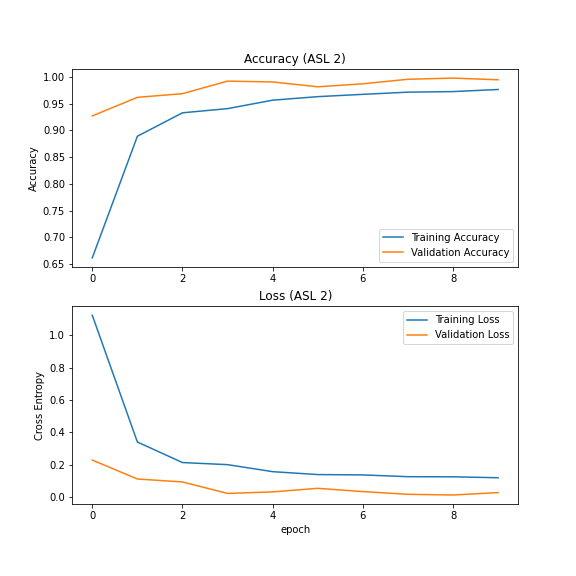 Accuracy (ASL 2)
1.00
0.95
0.90
0.85
0.80
0.75
0.70
0.65
Accuracy
Training Accuracy
Validation Accuracy
0 2 4 6 8
Loss (ASL 2)
1.0
0.8
0.6
0.4
0.2
0.0
Cross Entropy
Training Loss
Validation Loss
0 2 4 6 8
epoch